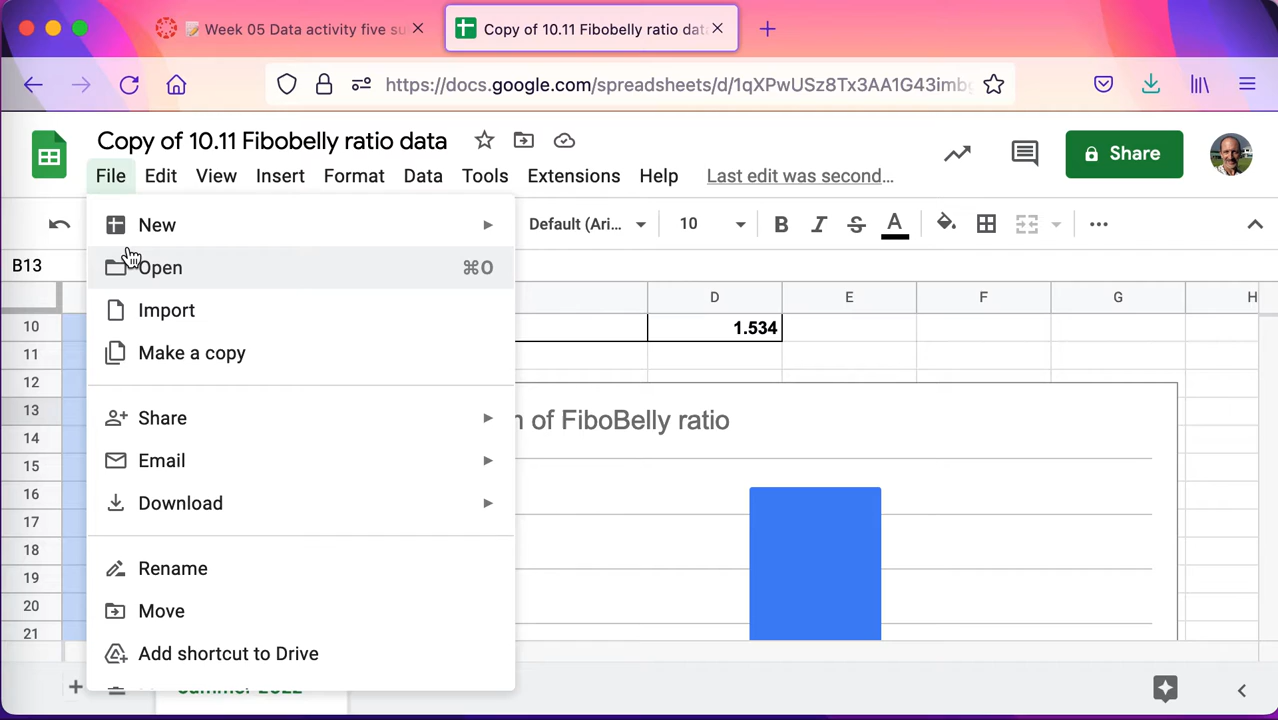 Week 05 Data activity five su
Copy of 10.11 Fibobelly ratio dat
https://docs.google.com/spreadsheets/d/1qXPwUSz8Tx3AA1G43imb
Copy of 10.11 Fibobelly ratio data
Share
File Edit View Insert Format Data Tools Extensions Help Last edit was second...
New
Default (Ari... 10 B I S A ...
B13
Open ⌘O
D E F G H
Import
10 1.534
11
Make a copy
12
13
Share
of FiboBelly ratio
14
Email
15
16
Download
17
18
Rename
19
20
Move
21
Add shortcut to Drive
Summer 2022